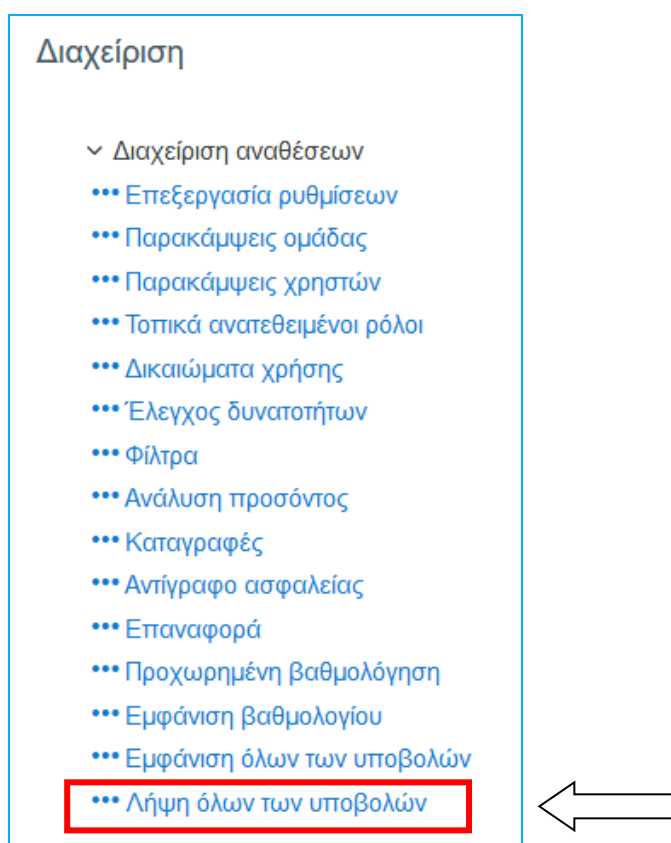 Διαχείριση
Διαχείριση αναθέσεων
Επεξεργασία ρυθμίσεων
Παρακάμψεις ομάδας
Παρακάμψεις χρηστών
Τοπικά ανατεθειμένοι ρόλοι
Δικαιώματα χρήσης
Έλεγχος δυνατοτήτων
Φίλτρα
Ανάλυση προσόντος
Καταγραφές
Αντίγραφο ασφαλείας
Επαναφορά
Προχωρημένη βαθμολόγηση
Εμφάνιση βαθμολογίου
Εμφάνιση όλων των υποβολών
Λήψη όλων των υποβολών